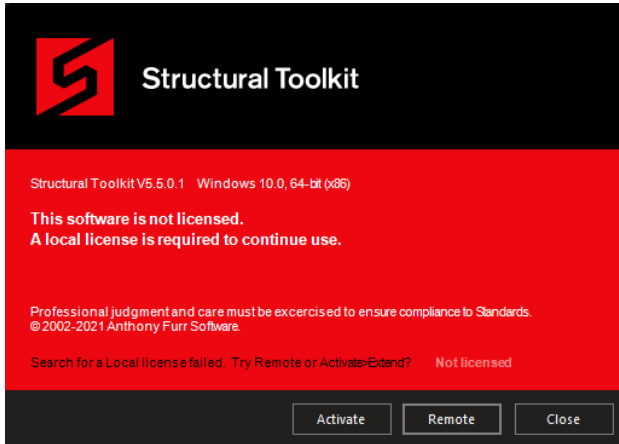 Structural Toolkit
Structural Toolkit V5.5.0.1 Windows 10.0, 64-bit (x86)
This software is not licensed.
A local license is required to continue use.
Professional judgment and care must be excercised to ensure compliance to Standards.
© 2002-2021 Anthony Furr Software.
Search for a Local license failed. Try Remote or Activate>Extend? Not licensed
Activate Remote Close